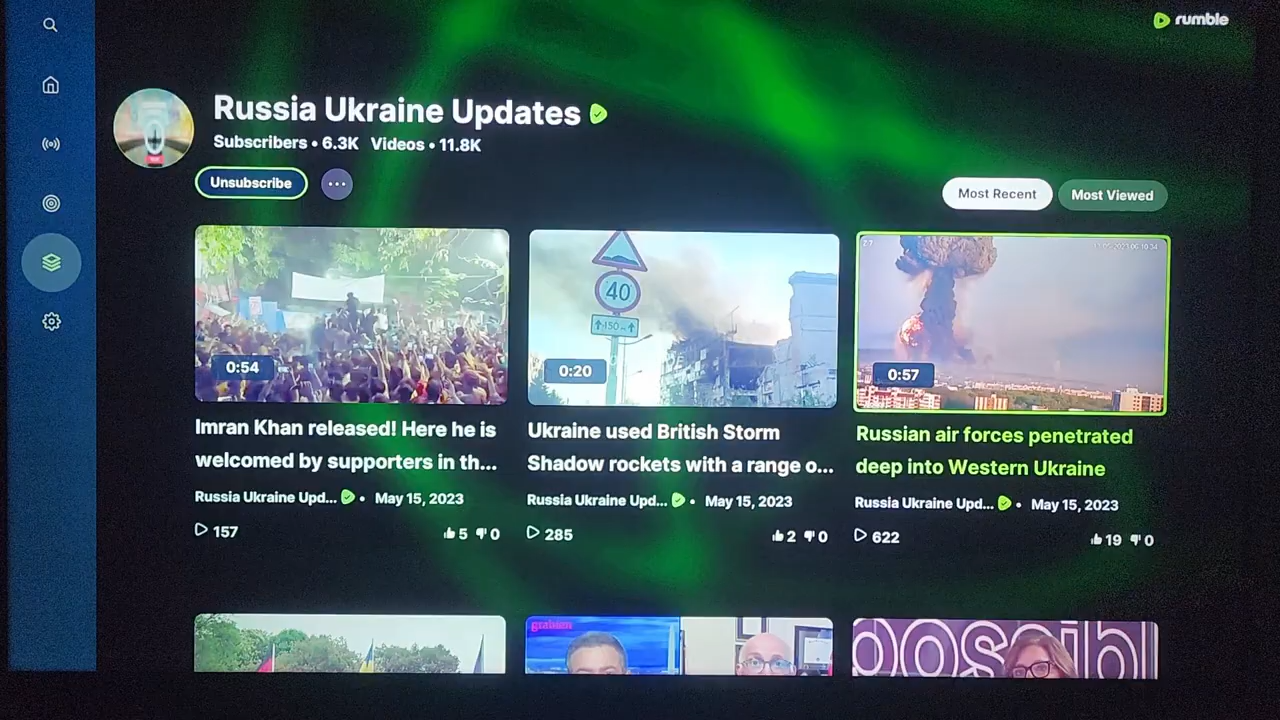 rumble
Russia Ukraine Updates
Subscribers • 6.3K Videos • 11.8K
Unsubscribe
Most Recent
Most Viewed
40
150 m
0:54
0:20
0:57
Imran Khan released! Here he is
welcomed by supporters in th...
Russia Ukraine Upd... • May 15, 2023
157 5 0
Ukraine used British Storm
Shadow rockets with a range o...
Russia Ukraine Upd... • May 15, 2023
285 2 0
Russian air forces penetrated
deep into Western Ukraine
Russia Ukraine Upd... • May 15, 2023
622 19 0
grabien
possibl